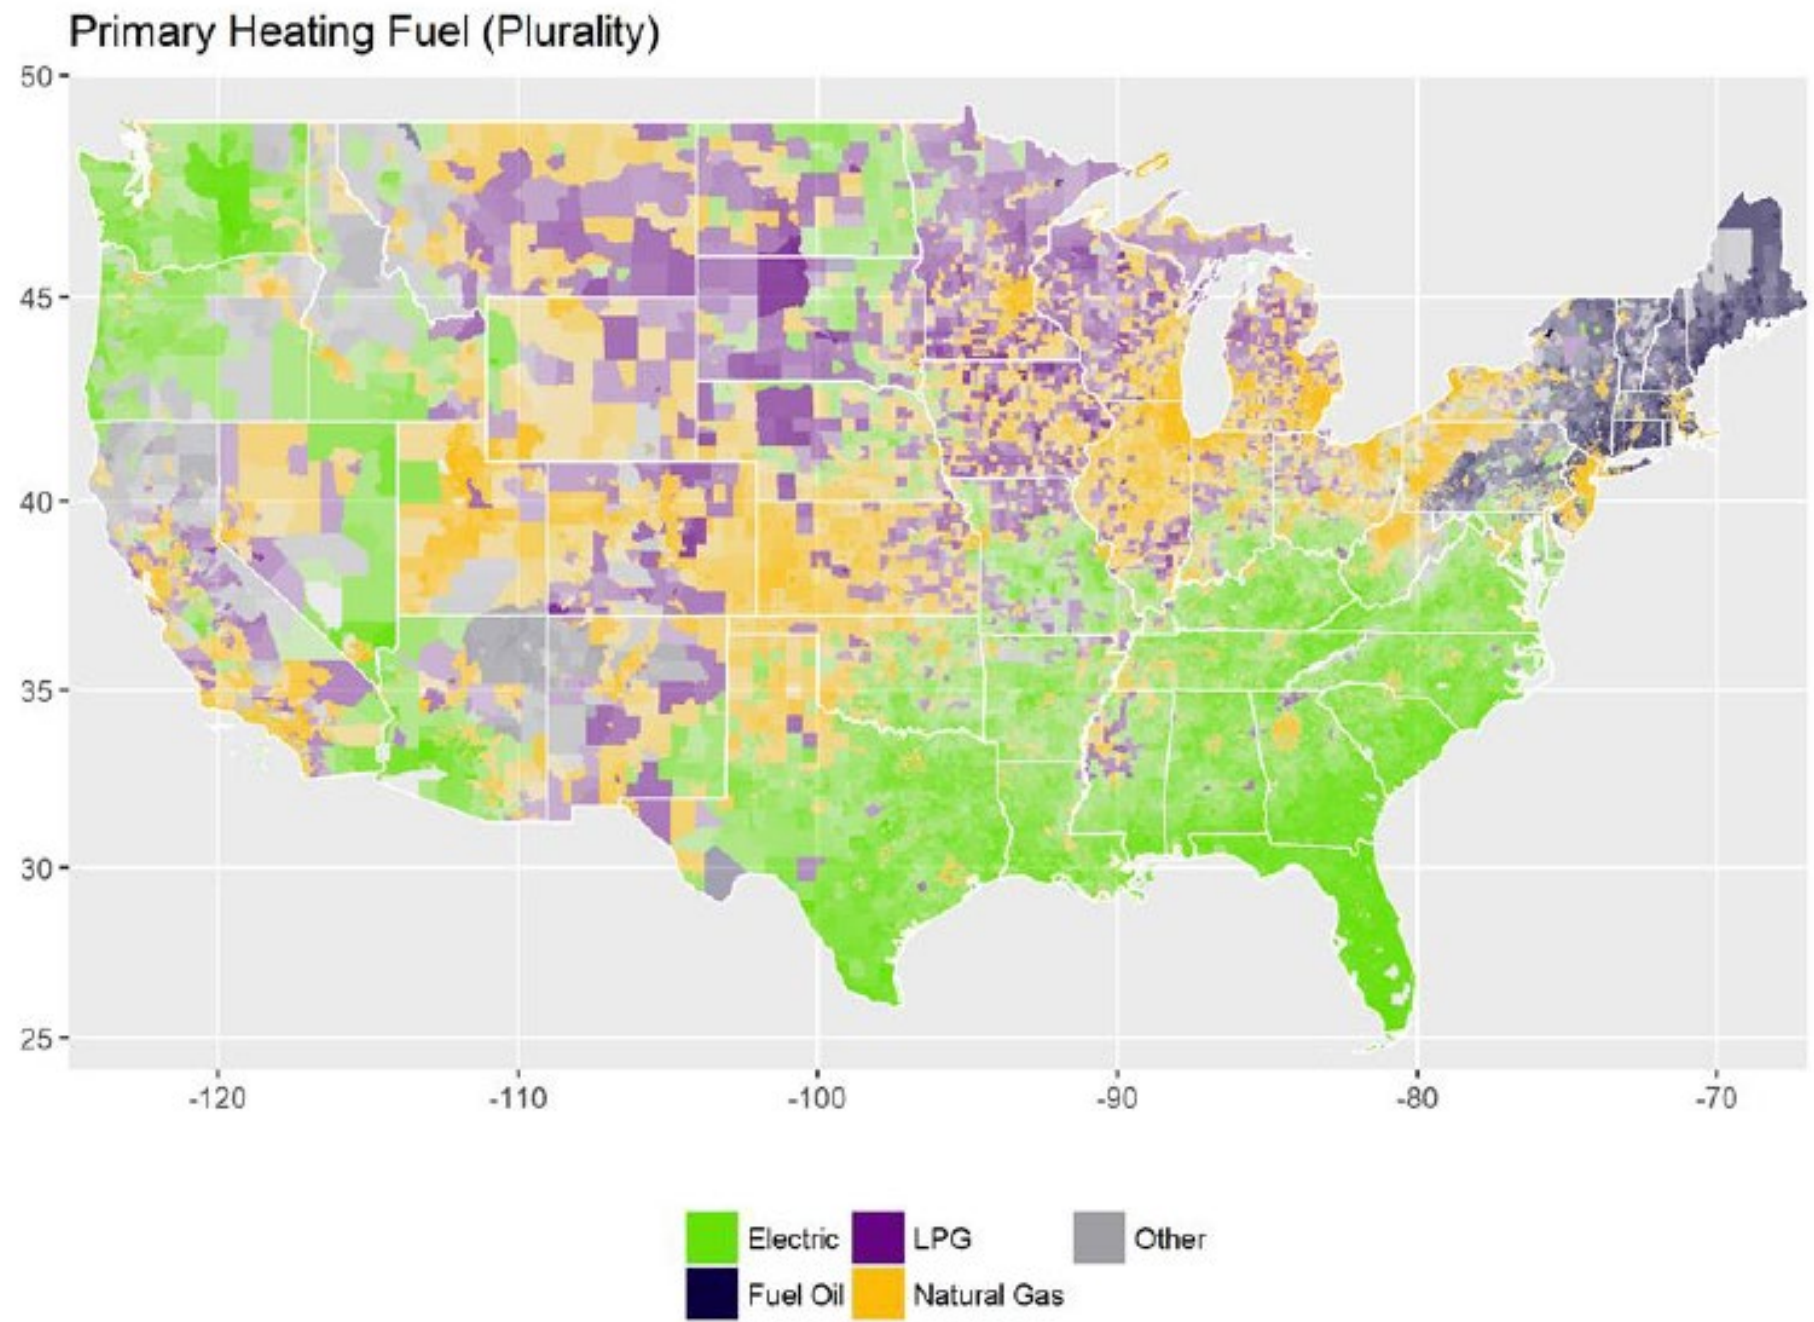 Primary Heating Fuel (Plurality)
50
45
40
35
30
25
-120 -110 -100 -90 -80 -70
Electric LPG Other
Fuel Oil Natural Gas